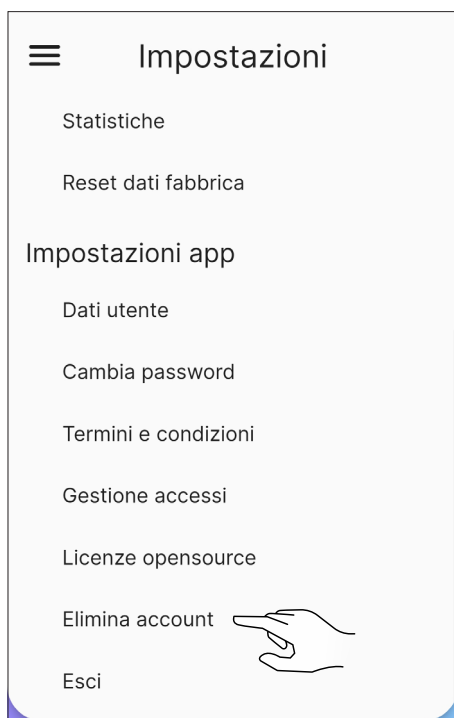 Impostazioni
Statistiche
Reset dati fabbrica
Impostazioni app
Dati utente
Cambia password
Termini e condizioni
Gestione accessi
Licenze opensource
Elimina account
Esci